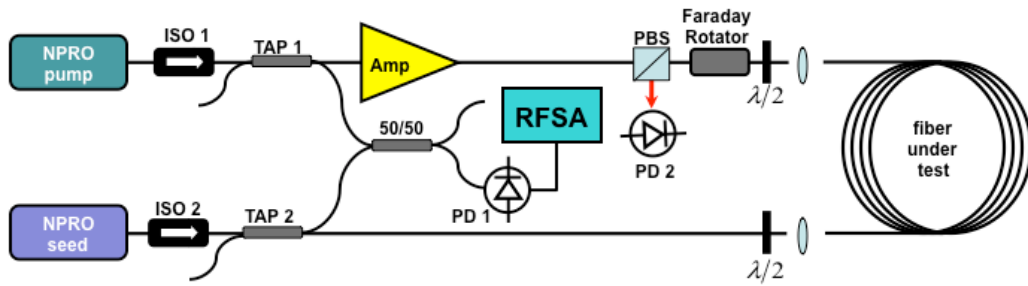 NPRO
pump
ISO 1
TAP 1
Amp
PBS
Faraday
Rotator
λ/2
50/50
RFSA
PD 1
PD 2
fiber
under
test
NPRO
seed
ISO 2
TAP 2
λ/2